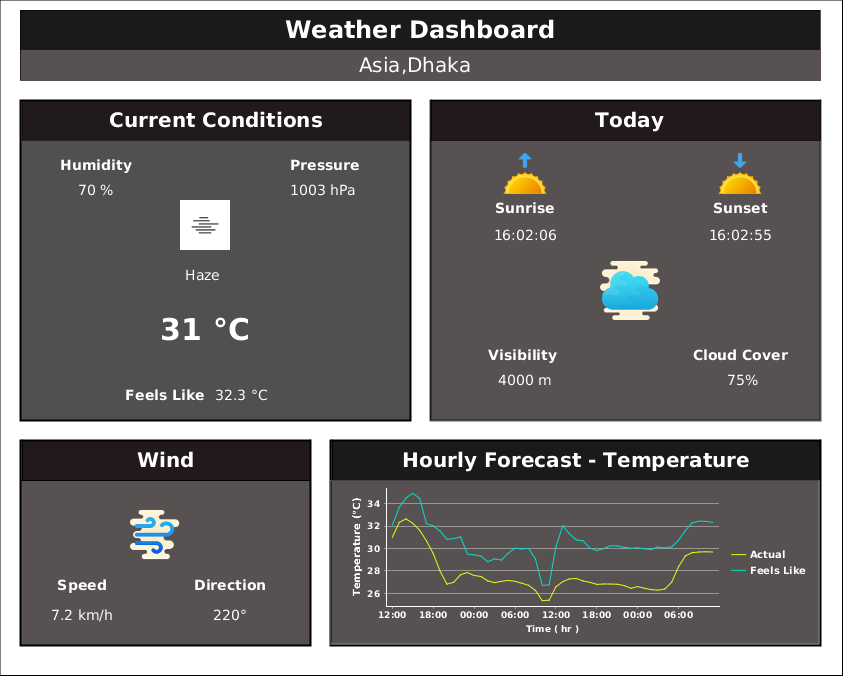 Weather Dashboard
Asia,Dhaka
Current Conditions
Humidity
70 %
Pressure
1003 hPa
Haze
31 °C
Feels Like 32.3 °C
Today
Sunrise
16:02:06
Sunset
16:02:55
Visibility
4000 m
Cloud Cover
75%
Wind
Speed
7.2 km/h
Direction
220°
Hourly Forecast - Temperature
Temperature (°C)
34
32
30
28
26
12:00 18:00 00:00 06:00 12:00 18:00 00:00 06:00
Time ( hr )
Actual
Feels Like